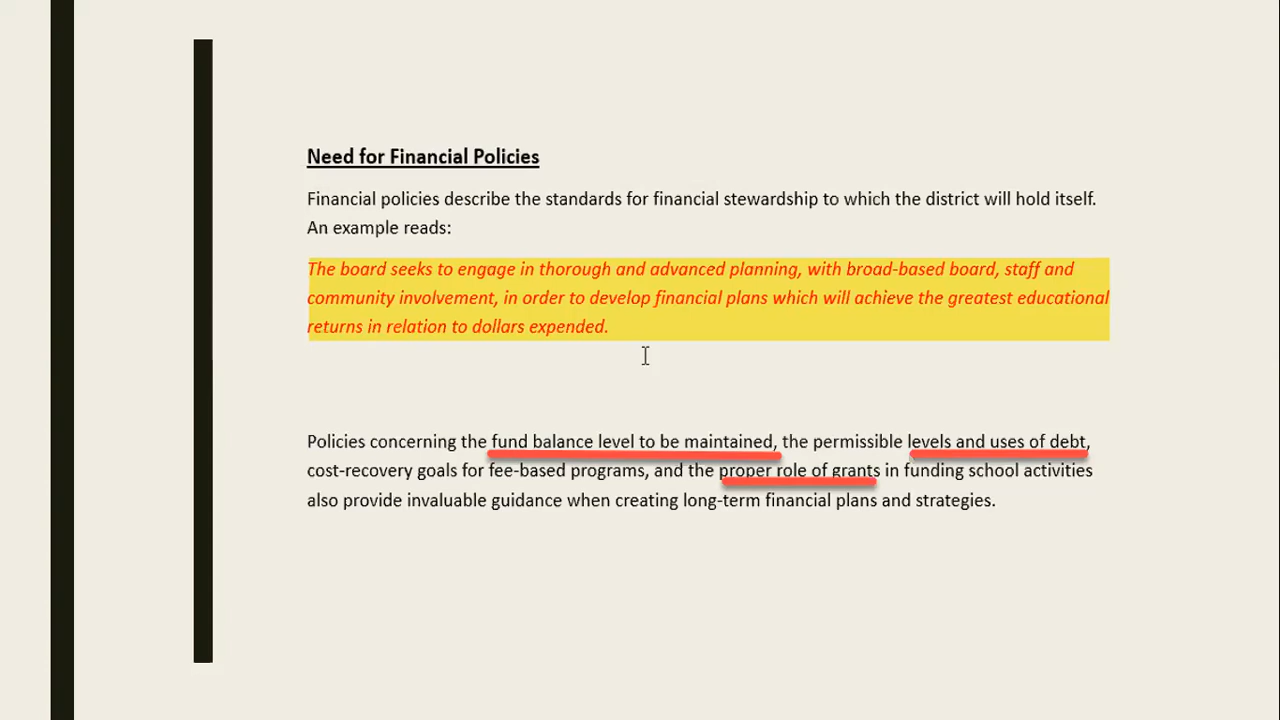 Need for Financial Policies
Financial policies describe the standards for financial stewardship to which the district will hold itself.
An example reads:
The board seeks to engage in thorough and advanced planning, with broad-based board, staff and
community involvement, in order to develop financial plans which will achieve the greatest educational
returns in relation to dollars expended.
Policies concerning the fund balance level to be maintained, the permissible levels and uses of debt,
cost-recovery goals for fee-based programs, and the proper role of grants in funding school activities
also provide invaluable guidance when creating long-term financial plans and strategies.